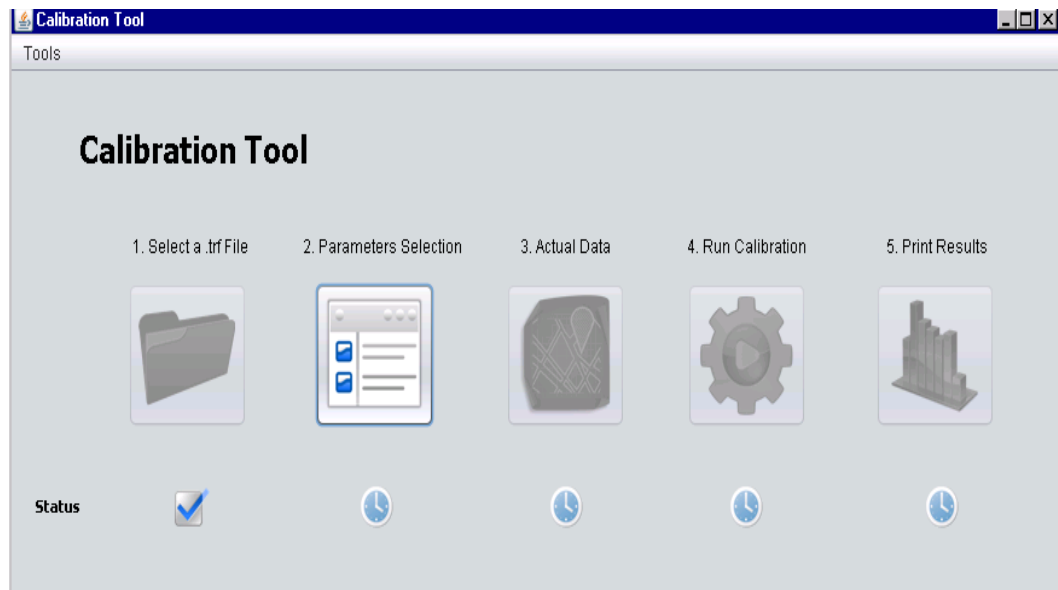 Calibration Tool
Tools
Calibration Tool
1. Select a .trf File
2. Parameters Selection
3. Actual Data
4. Run Calibration
5. Print Results
Status